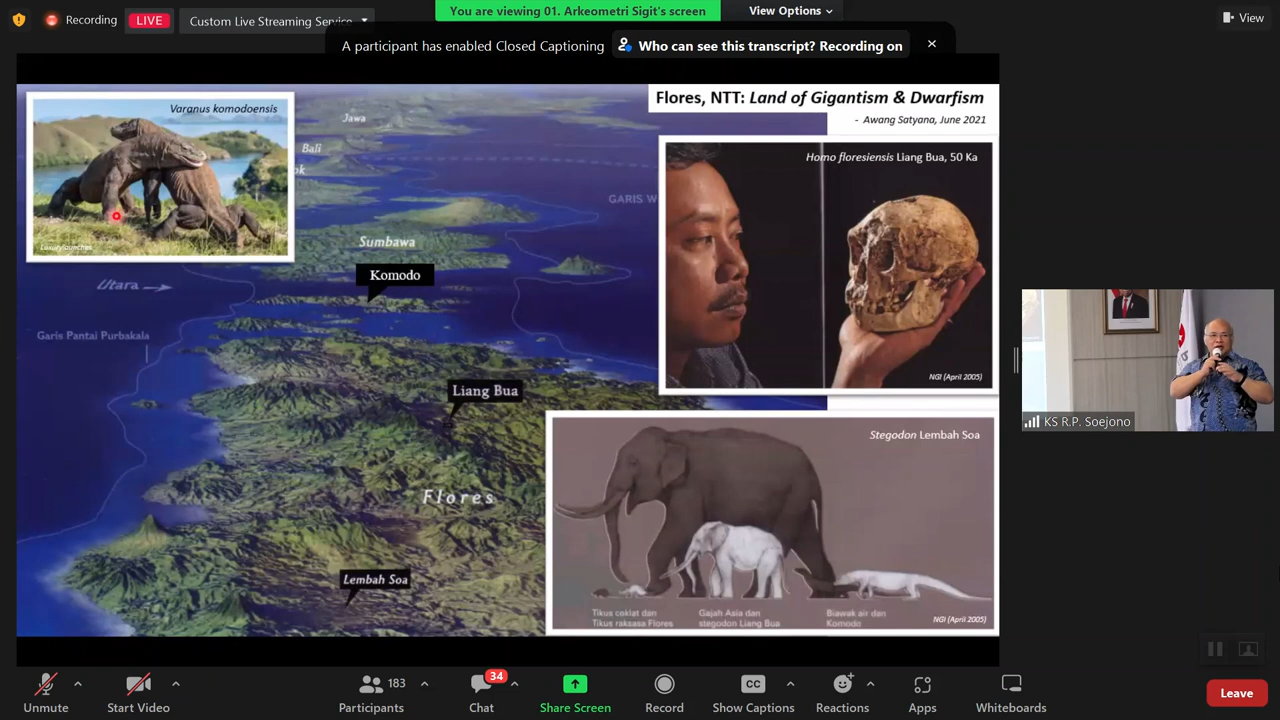 Recording
LIVE
Custom Live Streaming Service
You are viewing 01. Arkeometri Sigit's screen
View Options
View
A participant has enabled Closed Captioning
Who can see this transcript? Recording on
Varanus komodoensis
Luxurylaunches
Jawa
Bali
ok
GARIS W
Sumbawa
Komodo
Utara
Garis Pantai Purbakala
Liang Bua
Flores
Lembah Soa
Flores, NTT: Land of Gigantism & Dwarfism
- Awang Satyana, June 2021
Homo floresiensis Liang Bua, 50 Ka
NGI (April 2005)
Stegodon Lembah Soa
Tikus coklat dan
Tikus raksasa Flores
Gajah Asia dan
stegodon Liang Bua
Biawak air dan
Komodo
NGI (April 2005)
KS R.P. Soejono
Unmute
Start Video
183
Participants
34
Chat
Share Screen
Record
CC
Show Captions
Reactions
Apps
Whiteboards
Leave